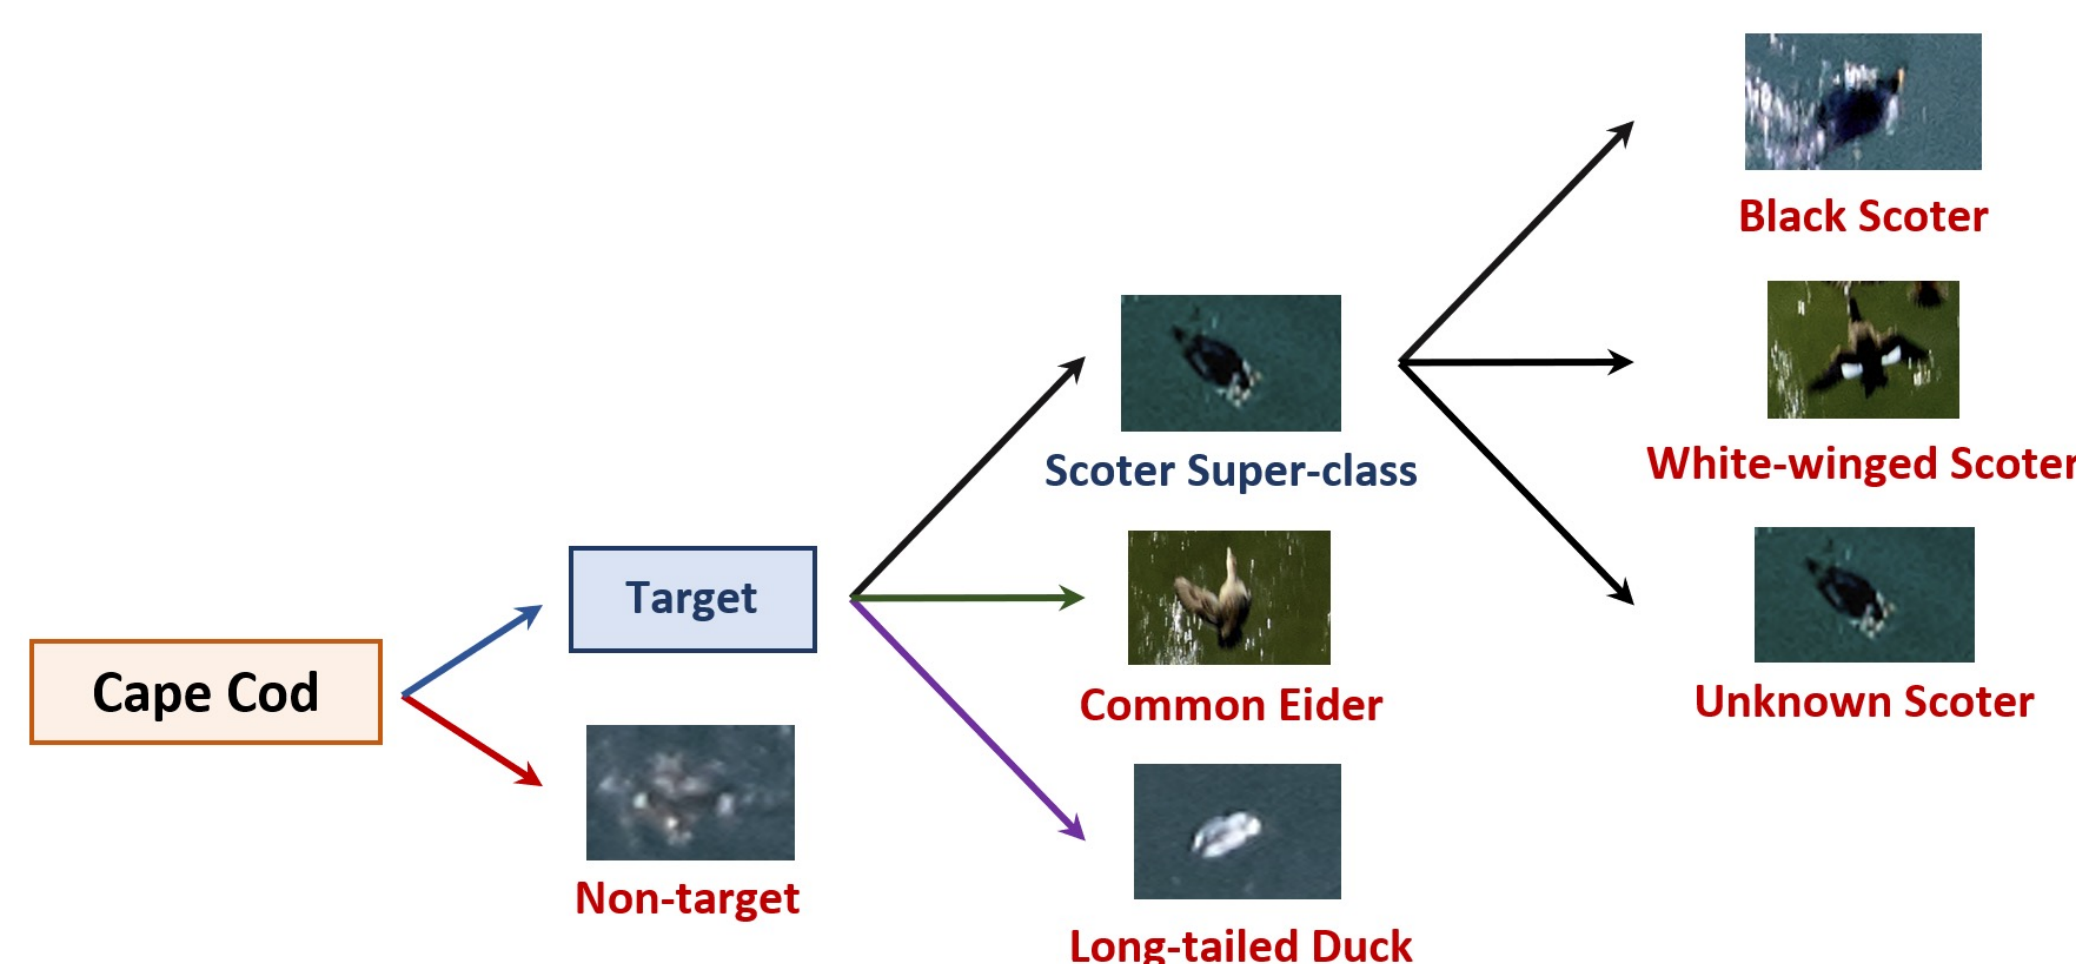 Black Scoter
White-winged Scoter
Scoter Super-class
Target
Common Eider
Unknown Scoter
Cape Cod
Non-target
Long-tailed Duck